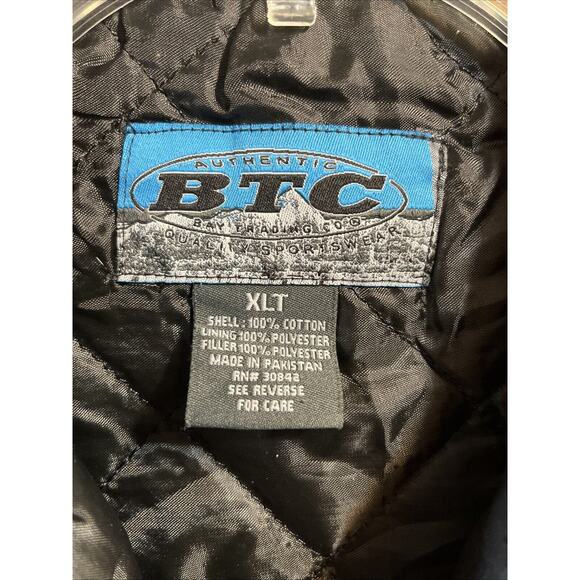 AUTHENTIC
BTC
BAY TRADING CO.®
QUALITY SPORTSWEAR
XLT
SHELL: 100% COTTON
LINING 100% POLYESTER
FILLER 100% POLYESTER
MADE IN PAKISTAN
RN# 30842
SEE REVERSE
FOR CARE